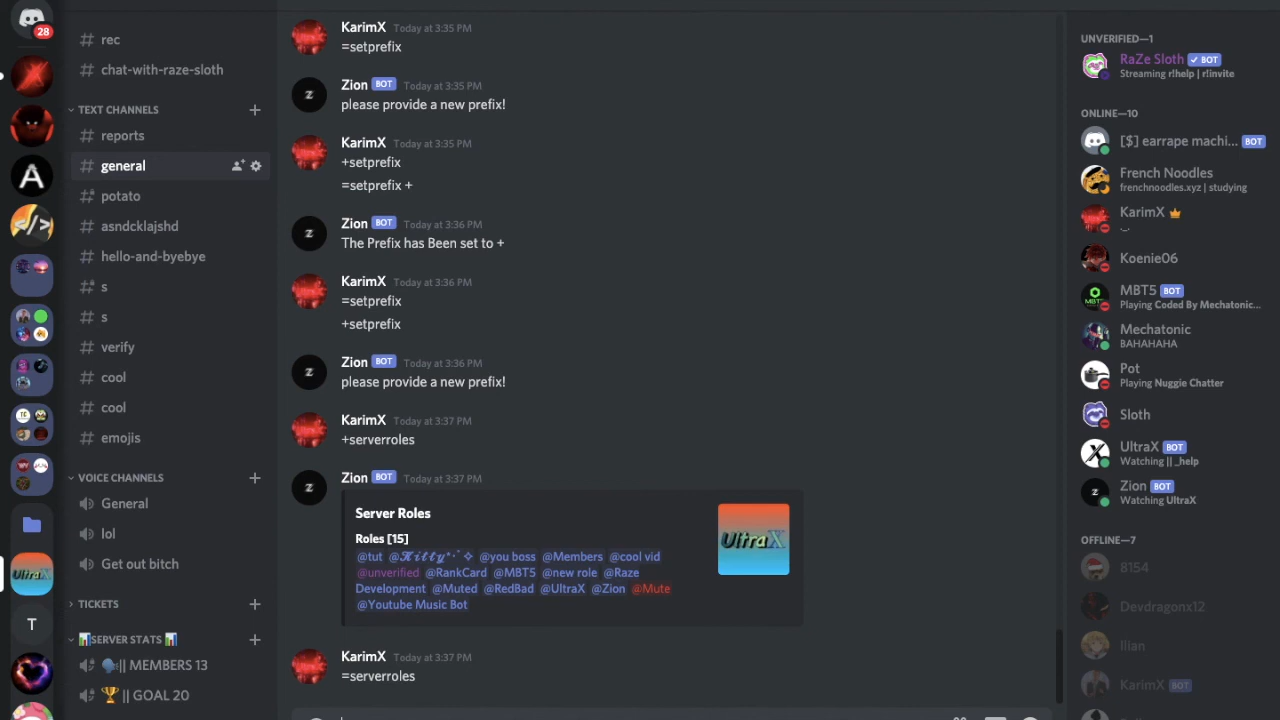 28
rec
chat-with-raze-sloth
TEXT CHANNELS
reports
general
potato
asndcklajshd
hello-and-byebye
s
s
verify
cool
cool
emojis
VOICE CHANNELS
General
lol
Get out bitch
UltraX
TICKETS
T
📊SERVER STATS 📊
🗣|| MEMBERS 13
🏆 || GOAL 20
KarimX Today at 3:35 PM
=setprefix
Zion BOT Today at 3:35 PM
please provide a new prefix!
KarimX Today at 3:35 PM
+setprefix
=setprefix +
Zion BOT Today at 3:36 PM
The Prefix has Been set to +
KarimX Today at 3:36 PM
=setprefix
+setprefix
Zion BOT Today at 3:36 PM
please provide a new prefix!
KarimX Today at 3:37 PM
+serverroles
Zion BOT Today at 3:37 PM
Server Roles
Roles [15]
@tut @𝓚𝓲𝓽𝓽𝔂*·˚✧ @you boss @Members @cool vid
@unverified @RankCard @MBT5 @new role @Raze
Development @Muted @RedBad @UltraX @Zion @Mute
@Youtube Music Bot
UltraX
KarimX Today at 3:37 PM
=serverroles
UNVERIFIED—1
RaZe Sloth ✓ BOT
Streaming r!help | r!invite
ONLINE—10
[$] earrape machi... BOT
French Noodles
frenchnoodles.xyz | studying
KarimX
._.
Koenie06
MBT5 BOT
Playing Coded By Mechatonic...
Mechatonic
BAHAHAHA
Pot
Playing Nuggie Chatter
Sloth
UltraX BOT
Watching || _help
Zion BOT
Watching UltraX
OFFLINE—7
8154
Devdragonx12
KarimX BOT